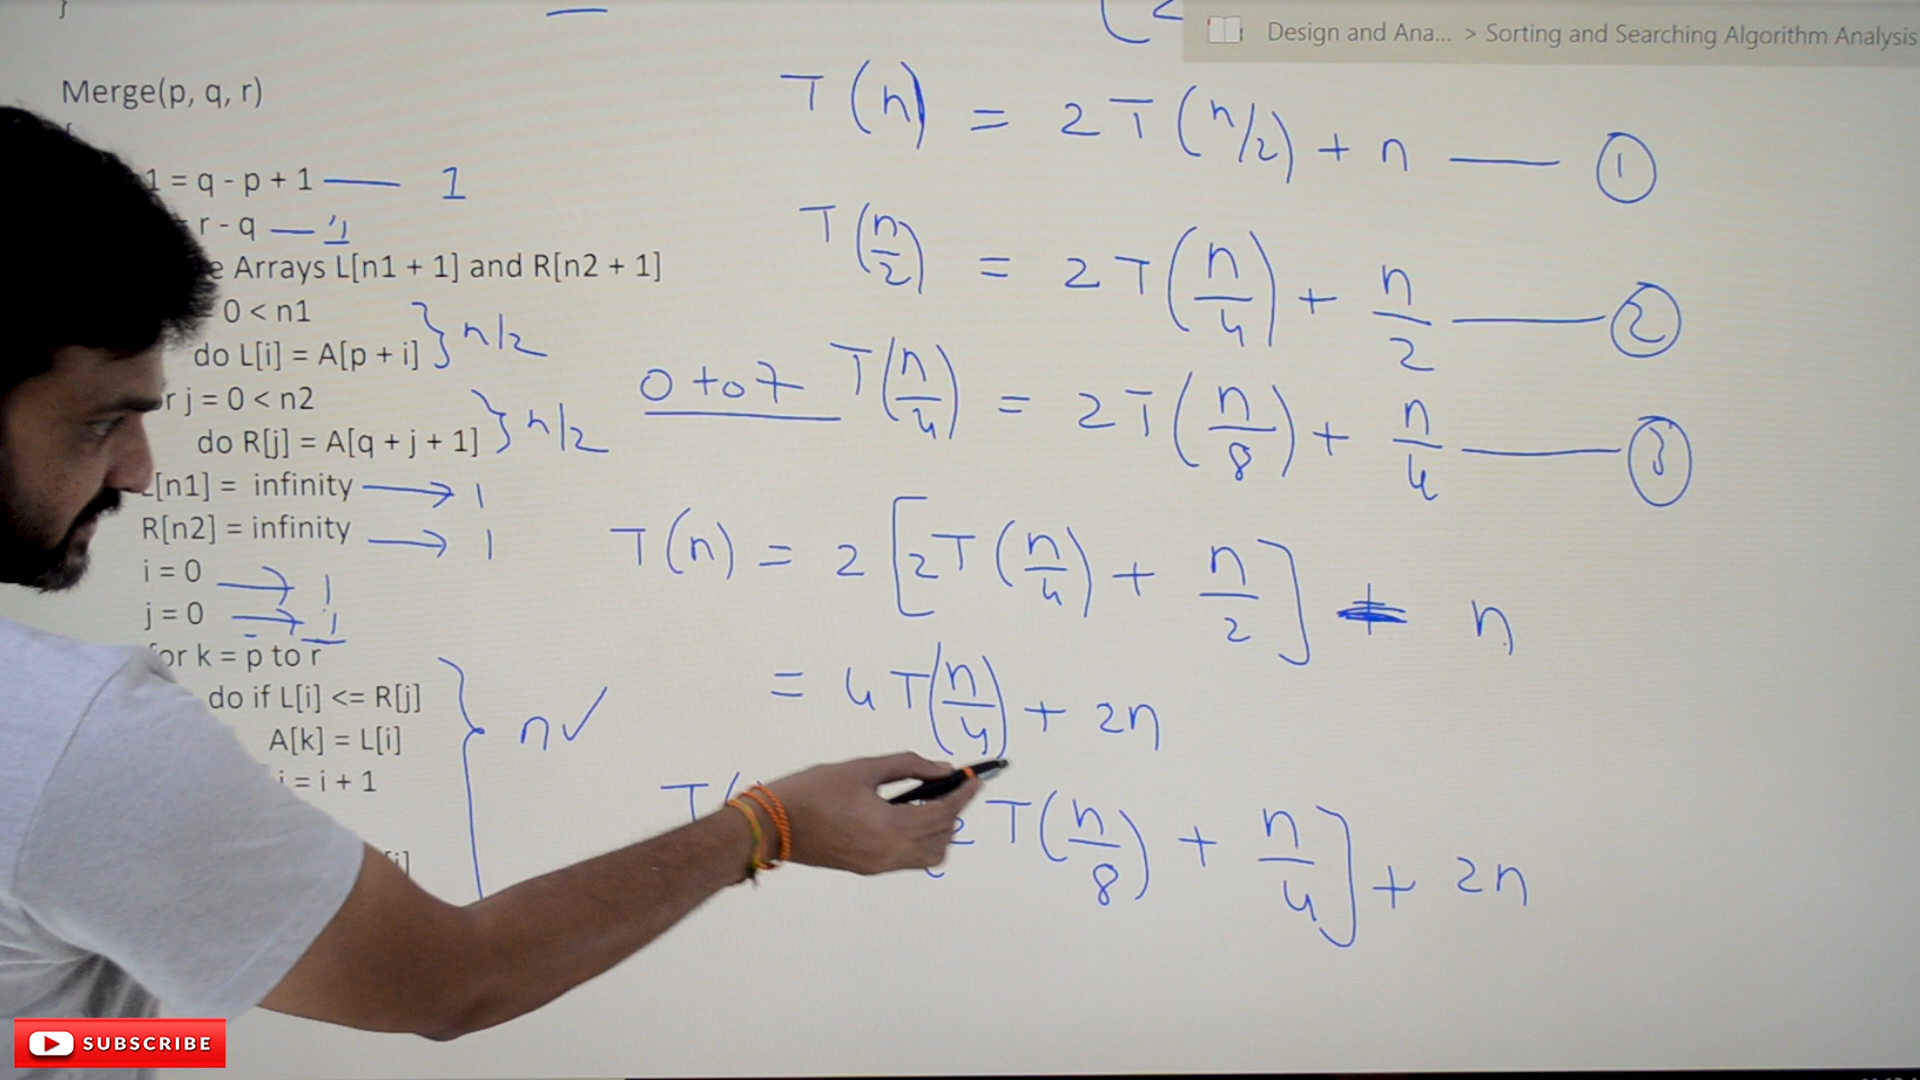 Design and Ana... > Sorting and Searching Algorithm Analysis
}
Merge(p, q, r)
1 = q - p + 1 — 1
r - q — 1
e Arrays L[n1 + 1] and R[n2 + 1]
0 < n1
do L[i] = A[p + i] } n/2
r j = 0 < n2
do R[j] = A[q + j + 1] } n/2
[n1] = infinity → 1
R[n2] = infinity → 1
i = 0 → 1
j = 0 → 1
for k = p to r
do if L[i] <= R[j]
A[k] = L[i] } n✓
i = i + 1
T(n) = 2T(n/2) + n — ①
T(n/2) = 2T(n/4) + n/2 — ②
0 to 7
T(n/4) = 2T(n/8) + n/4 — ③
T(n) = 2[2T(n/4) + n/2] + n
= 4T(n/4) + 2n
T( 2T(n/8) + n/4] + 2n
SUBSCRIBE